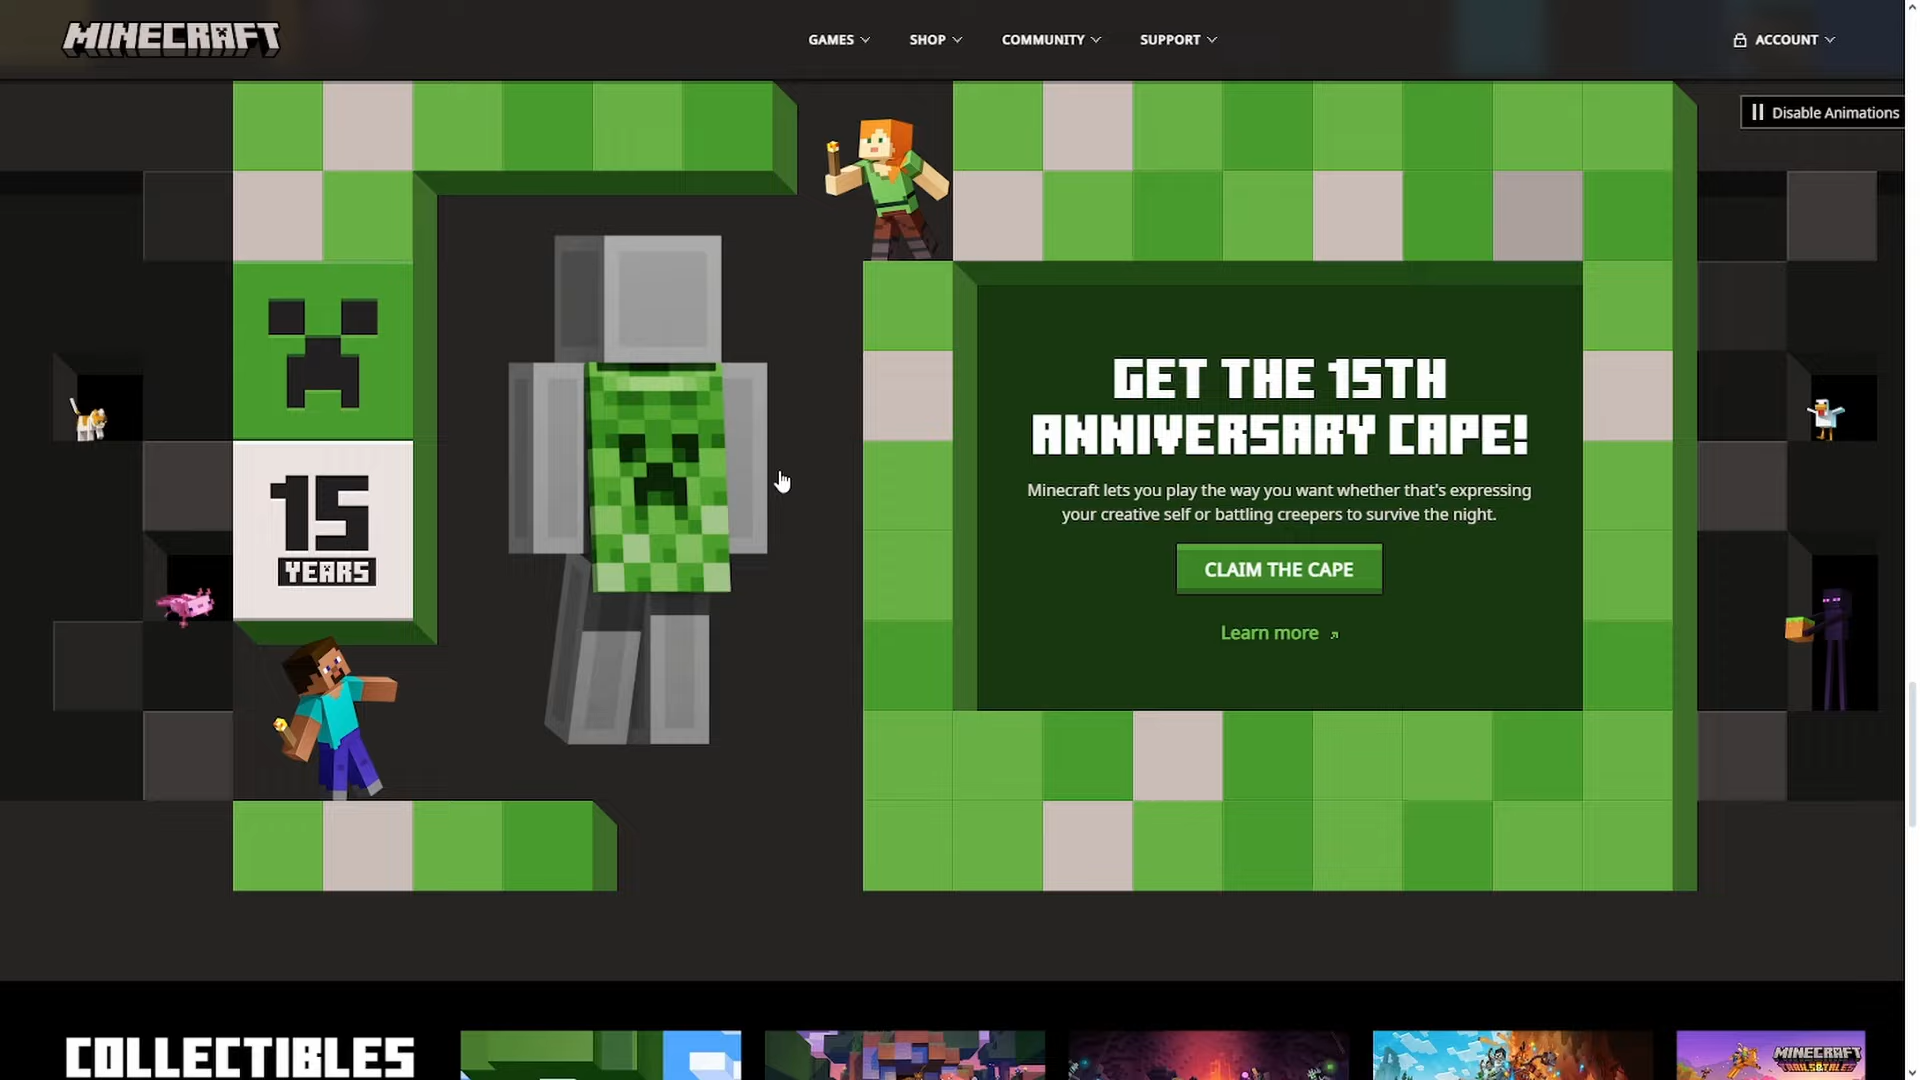 MINECRAFT
GAMES
SHOP
COMMUNITY
SUPPORT
ACCOUNT
Disable Animations
15
YEARS
GET THE 15TH
ANNIVERSARY CAPE!
Minecraft lets you play the way you want whether that's expressing
your creative self or battling creepers to survive the night.
CLAIM THE CAPE
Learn more
COLLECTIBLES
MINECRAFT
TRAILS & TALES